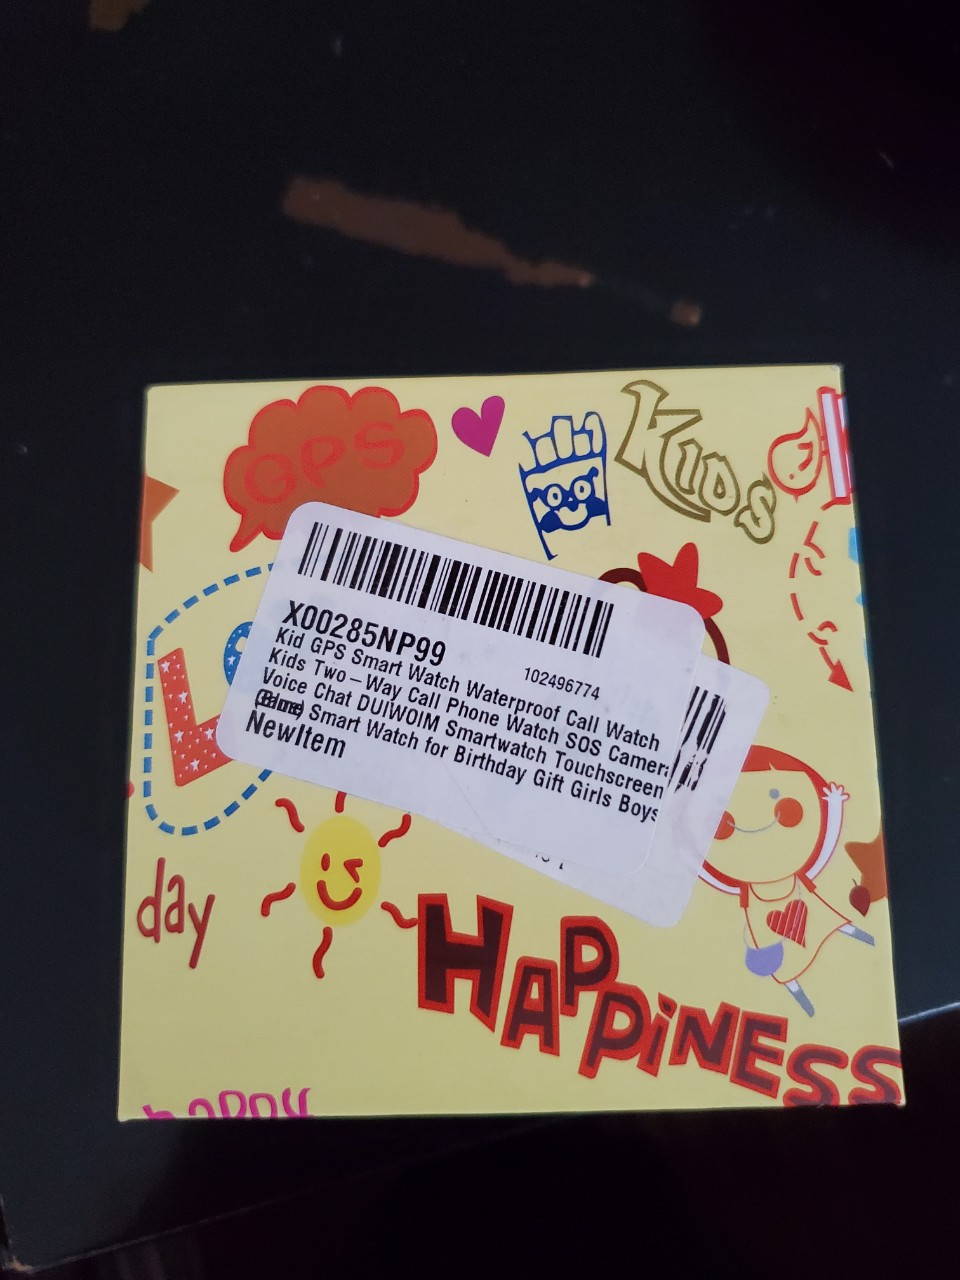 GPS
KIDS
X00285NP99
102496774
Kid GPS Smart Watch Waterproof Call Watch
Kids Two-Way Call Phone Watch SOS Camera
Voice Chat DUIWOIM Smartwatch Touchscreen
Smart Watch for Birthday Gift Girls Boys
NewItem
day
HAPPiNESS
happy